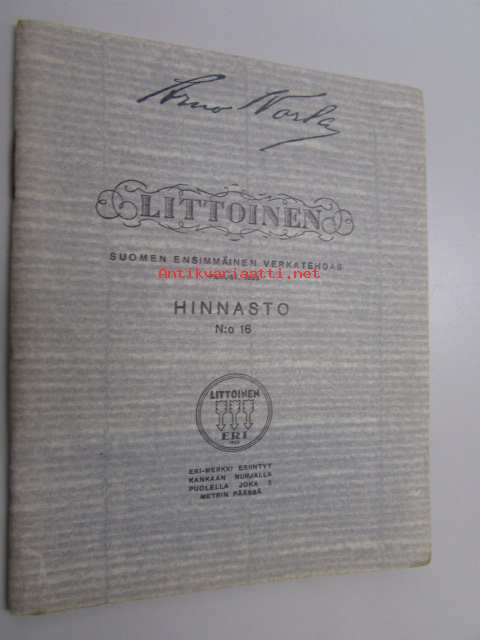 Arno
LITTOINEN
SUOMEN ENSIMMÄINEN VERKATEHDAS
Antikvariaatti.net
HINNASTO
N:o 16
LITTOINEN
ERI
ERI-MERKKI ESIINTYY
KANKAAN NURJALLA
PUOLELLA JOKA 3
METRIN PÄÄSSÄ